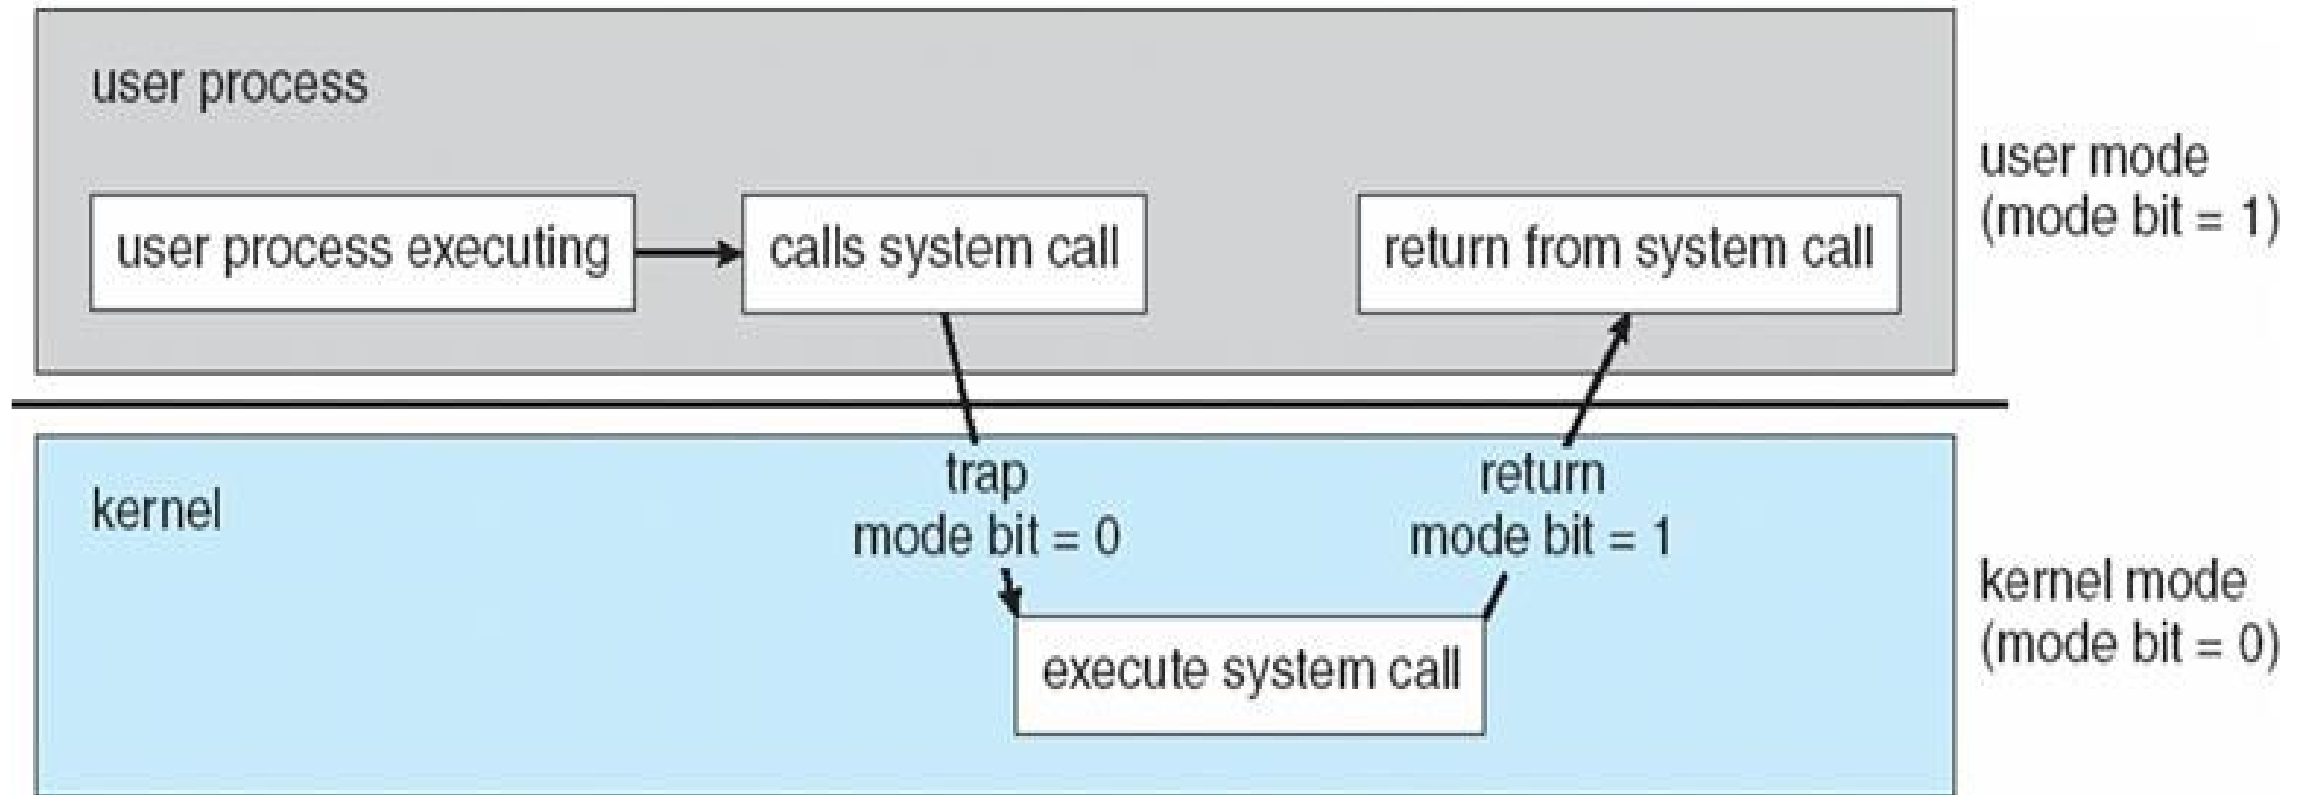 user process
user process executing
calls system call
return from system call
user mode
(mode bit = 1)
kernel
trap
mode bit = 0
return
mode bit = 1
execute system call
kernel mode
(mode bit = 0)